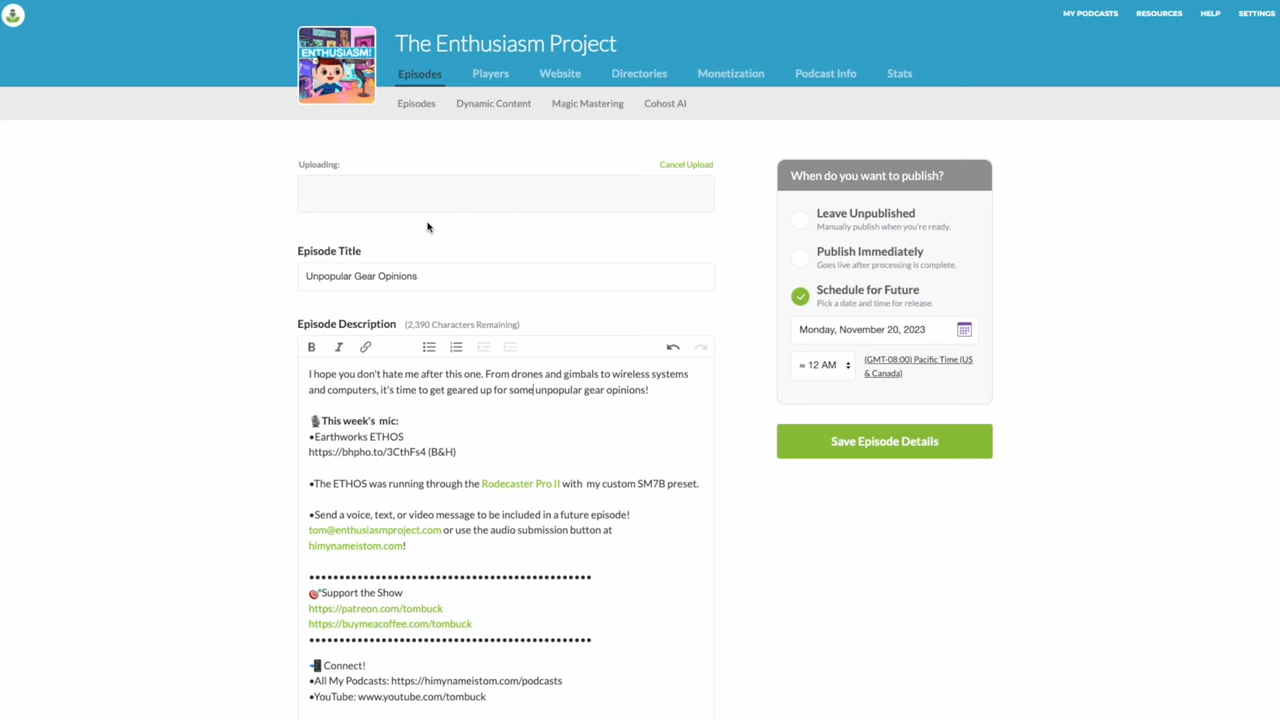 MY PODCASTS RESOURCES HELP SETTINGS
ENTHUSIASM!
The Enthusiasm Project
Episodes Players Website Directories Monetization Podcast Info Stats
Episodes Dynamic Content Magic Mastering Cohost AI
Uploading: Cancel Upload
Episode Title
Unpopular Gear Opinions
Episode Description (2,390 Characters Remaining)
B I
I hope you don't hate me after this one. From drones and gimbals to wireless systems
and computers, it's time to get geared up for some unpopular gear opinions!
🎙This week's mic:
•Earthworks ETHOS
https://bhpho.to/3CthFs4 (B&H)
•The ETHOS was running through the Rodecaster Pro II with my custom SM7B preset.
•Send a voice, text, or video message to be included in a future episode!
tom@enthusiasmproject.com or use the audio submission button at
himynameistom.com!
•••••••••••••••••••••••••••••••••••••••••••••••
🎯Support the Show
https://patreon.com/tombuck
https://buymeacoffee.com/tombuck
•••••••••••••••••••••••••••••••••••••••••••••••
📲 Connect!
•All My Podcasts: https://himynameistom.com/podcasts
•YouTube: www.youtube.com/tombuck
When do you want to publish?
Leave Unpublished
Manually publish when you're ready.
Publish Immediately
Goes live after processing is complete.
Schedule for Future
Pick a date and time for release.
Monday, November 20, 2023
≈ 12 AM
(GMT-08:00) Pacific Time (US
& Canada)
Save Episode Details